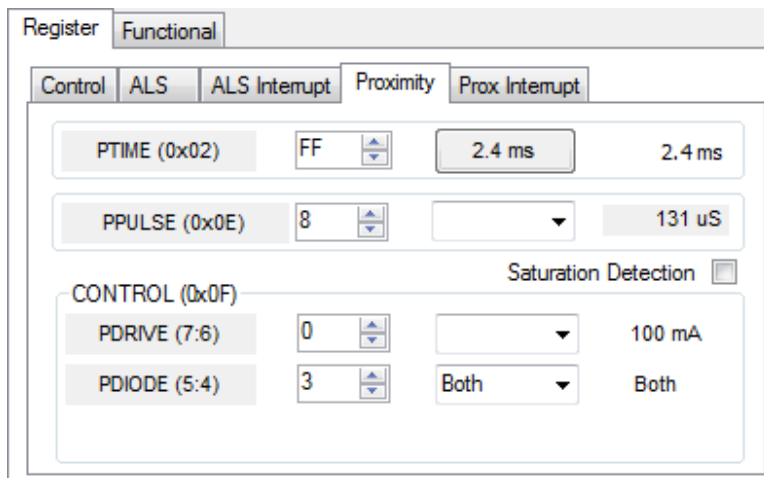 Register Functional
Control ALS ALS Interrupt Proximity Prox Interrupt
PTIME (0x02) FF 2.4 ms 2.4 ms
PPULSE (0x0E) 8 131 uS
Saturation Detection
CONTROL (0x0F)
PDRIVE (7:6) 0 100 mA
PDIODE (5:4) 3 Both Both